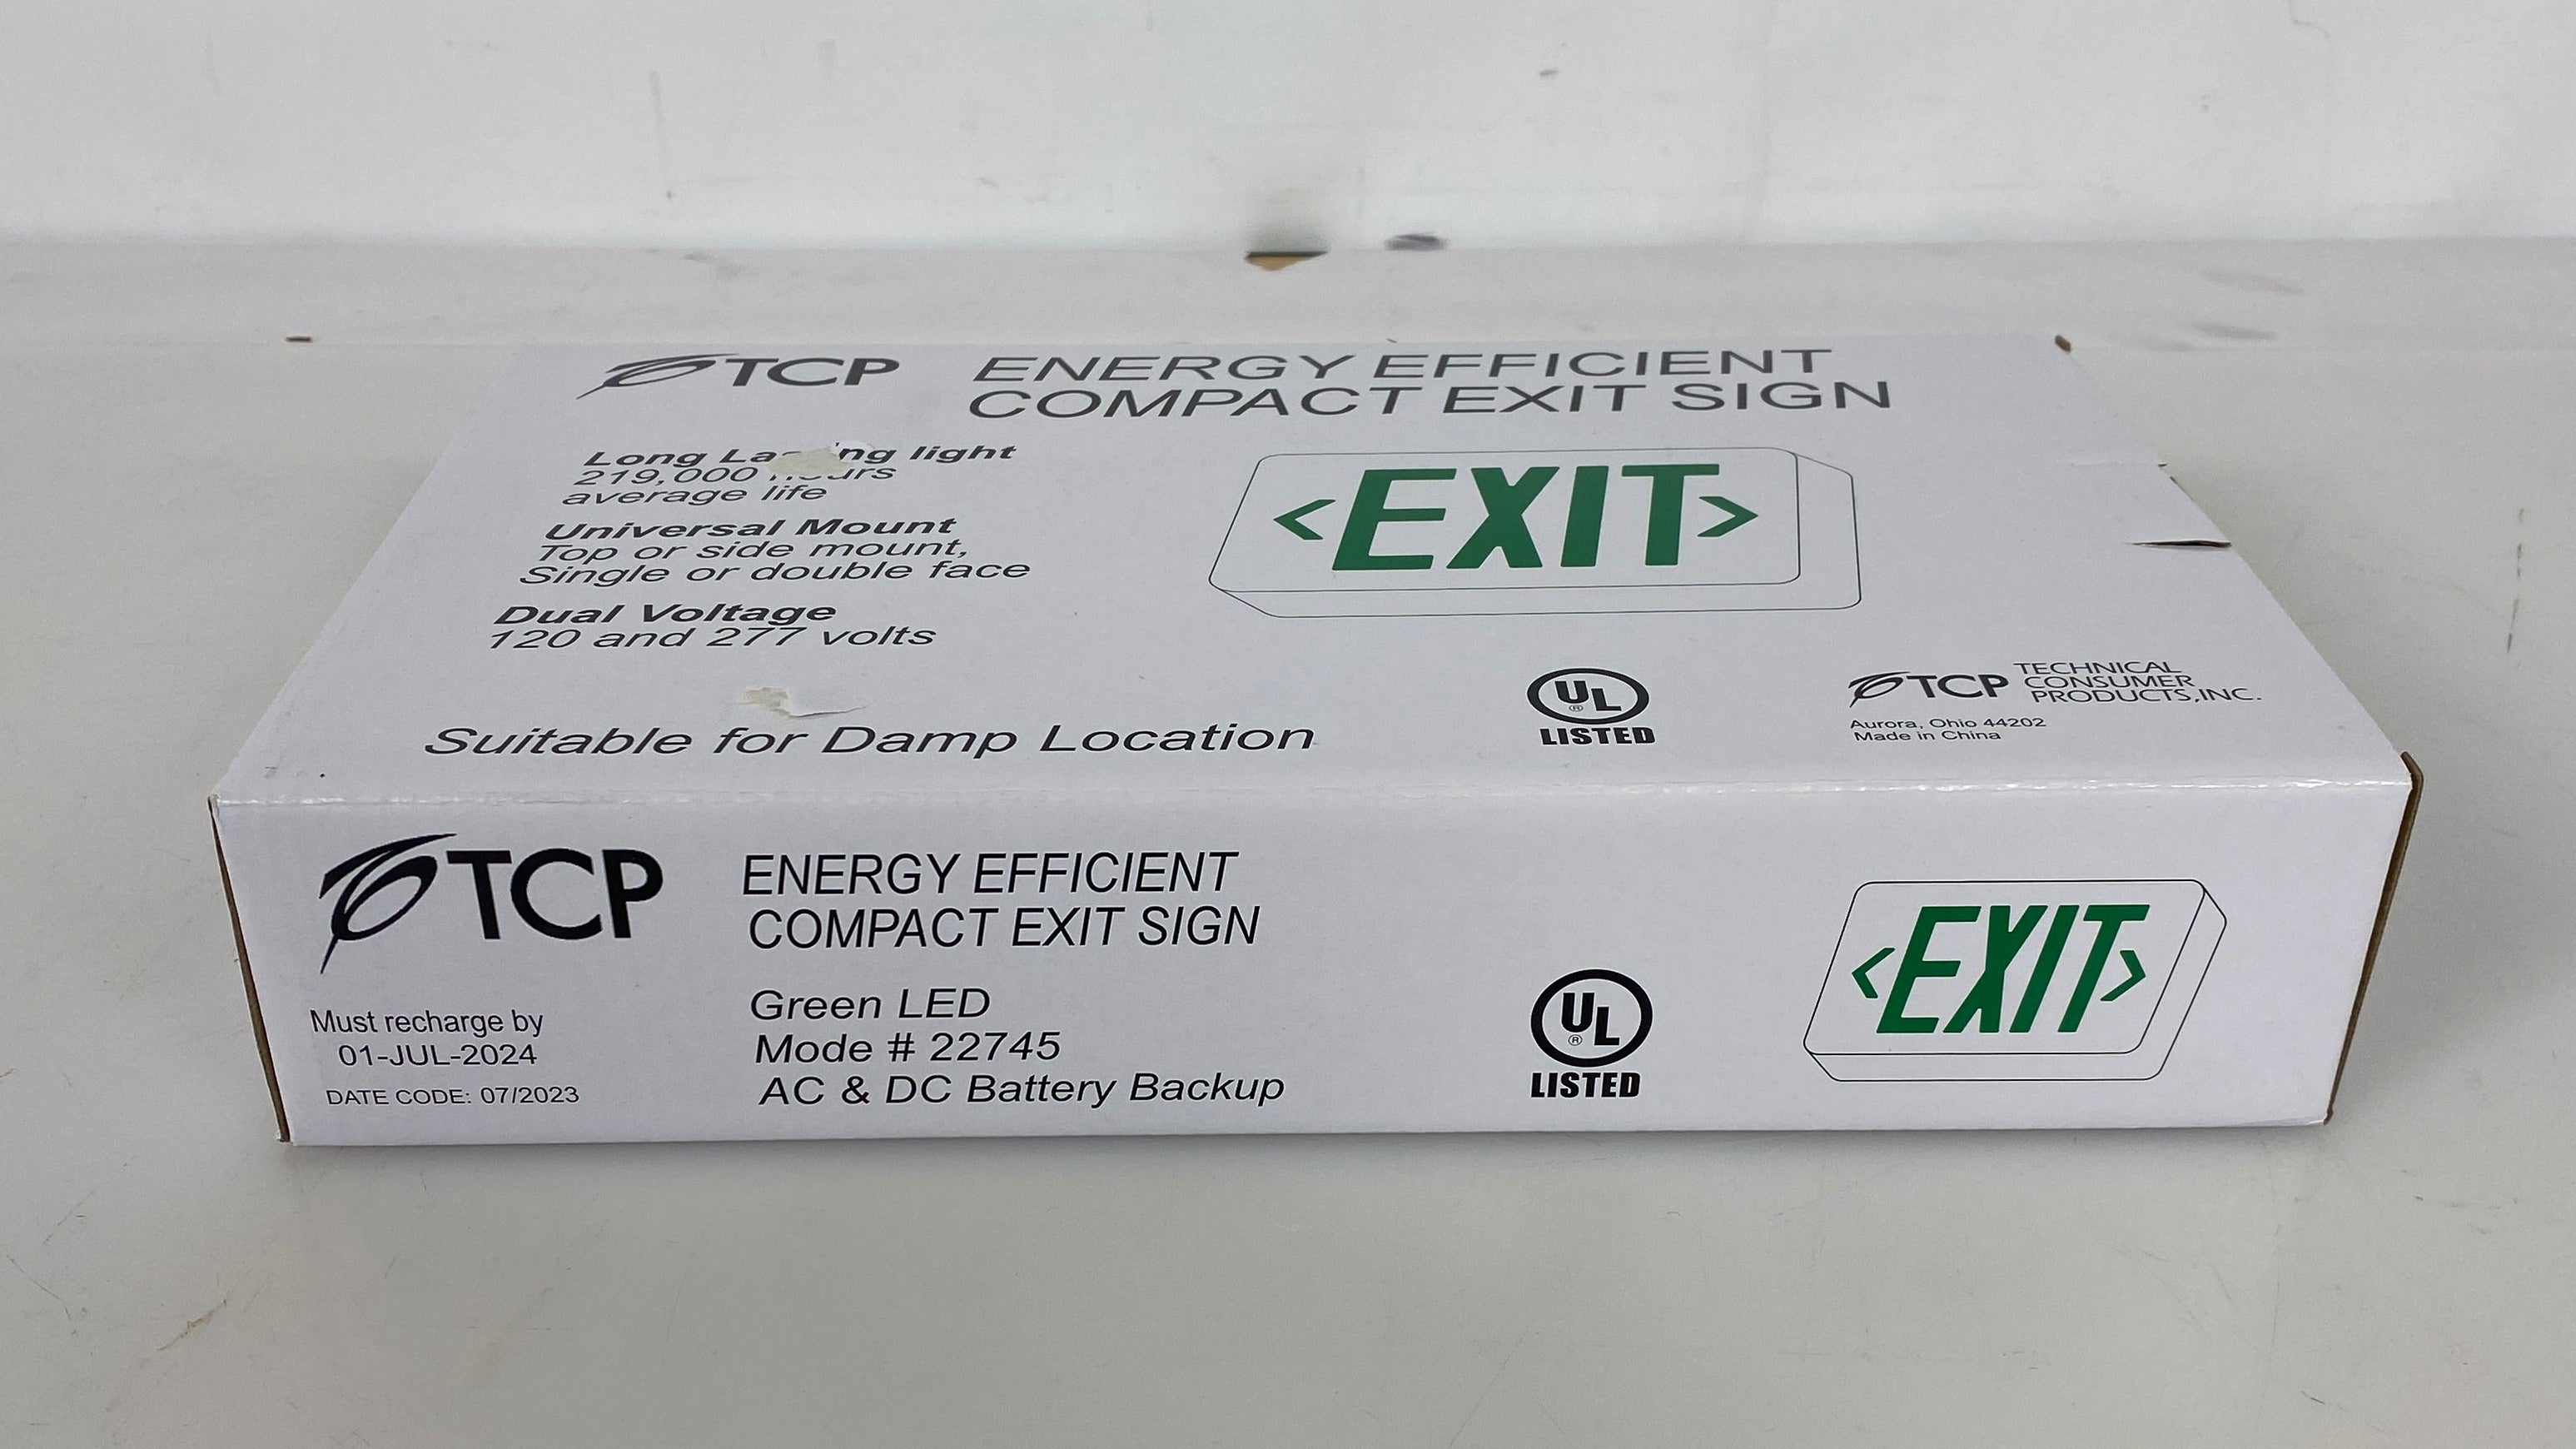 TCP ENERGY EFFICIENT
COMPACT EXIT SIGN
Long light
219,000
average life
Universal Mount
Top or side mount,
Single or double face
Dual Voltage
120 and 277 volts
Suitable for Damp Location
<EXIT>
UL
®
LISTED
TCP TECHNICAL
CONSUMER
PRODUCTS, INC.
Aurora, Ohio 44202
Made in China
TCP
Must recharge by
01-JUL-2024
DATE CODE: 07/2023
ENERGY EFFICIENT
COMPACT EXIT SIGN
Green LED
Mode # 22745
AC & DC Battery Backup
UL
®
LISTED
<EXIT>